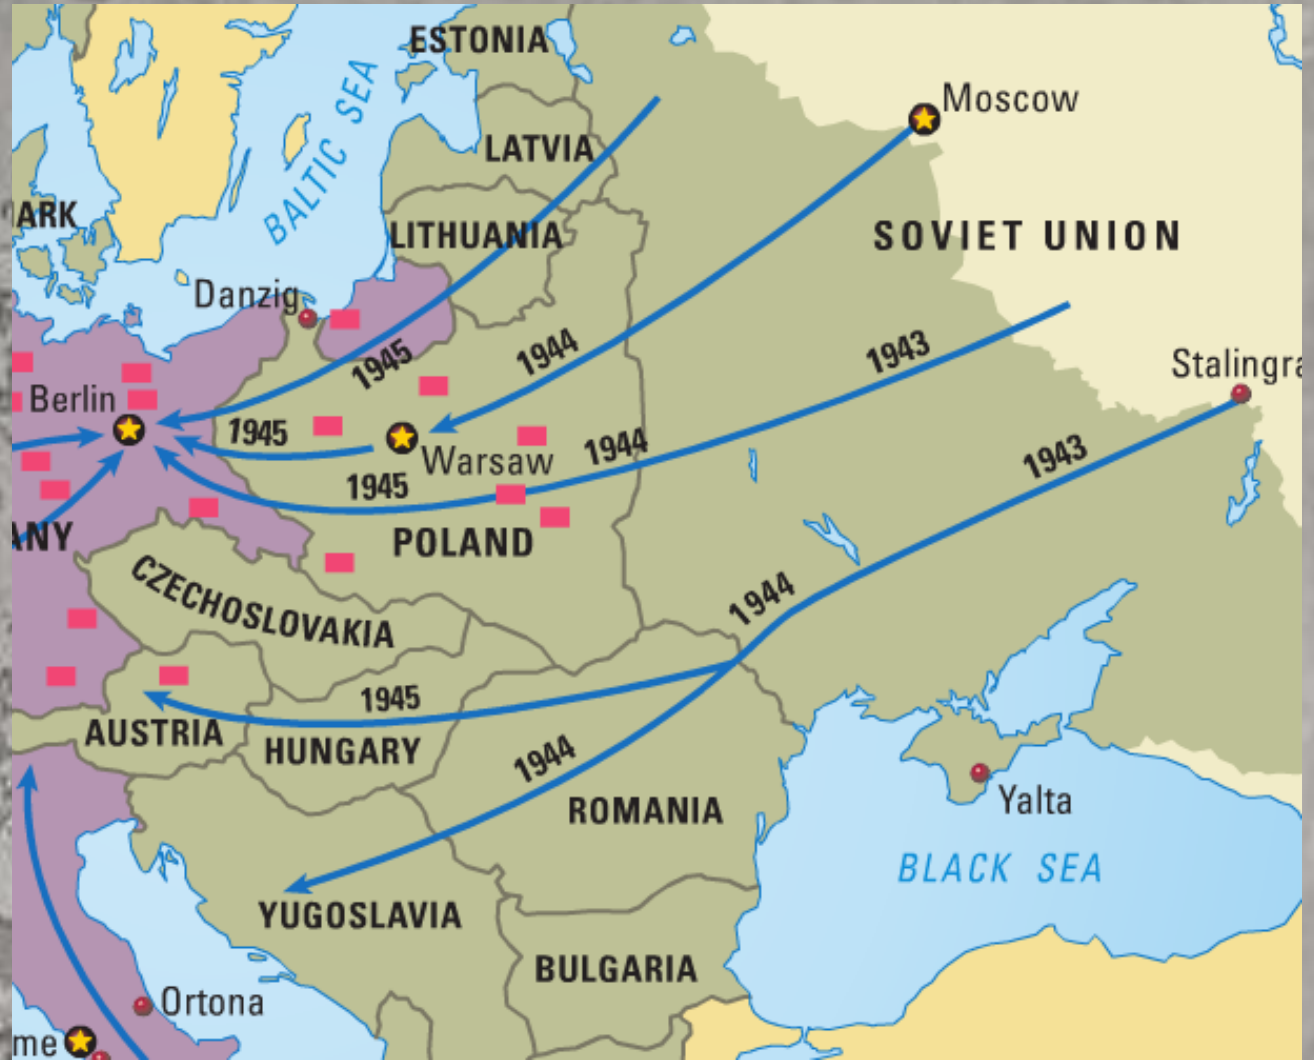 ESTONIA
Moscow
BALTIC SEA
LATVIA
ARK
LITHUANIA
SOVIET UNION
Danzig
1945
1944
1943
Stalingra
Berlin
1945
1944
Warsaw
1943
1945
ANY
POLAND
CZECHOSLOVAKIA
1944
1945
AUSTRIA
HUNGARY
1944
ROMANIA
Yalta
BLACK SEA
YUGOSLAVIA
BULGARIA
Ortona
me